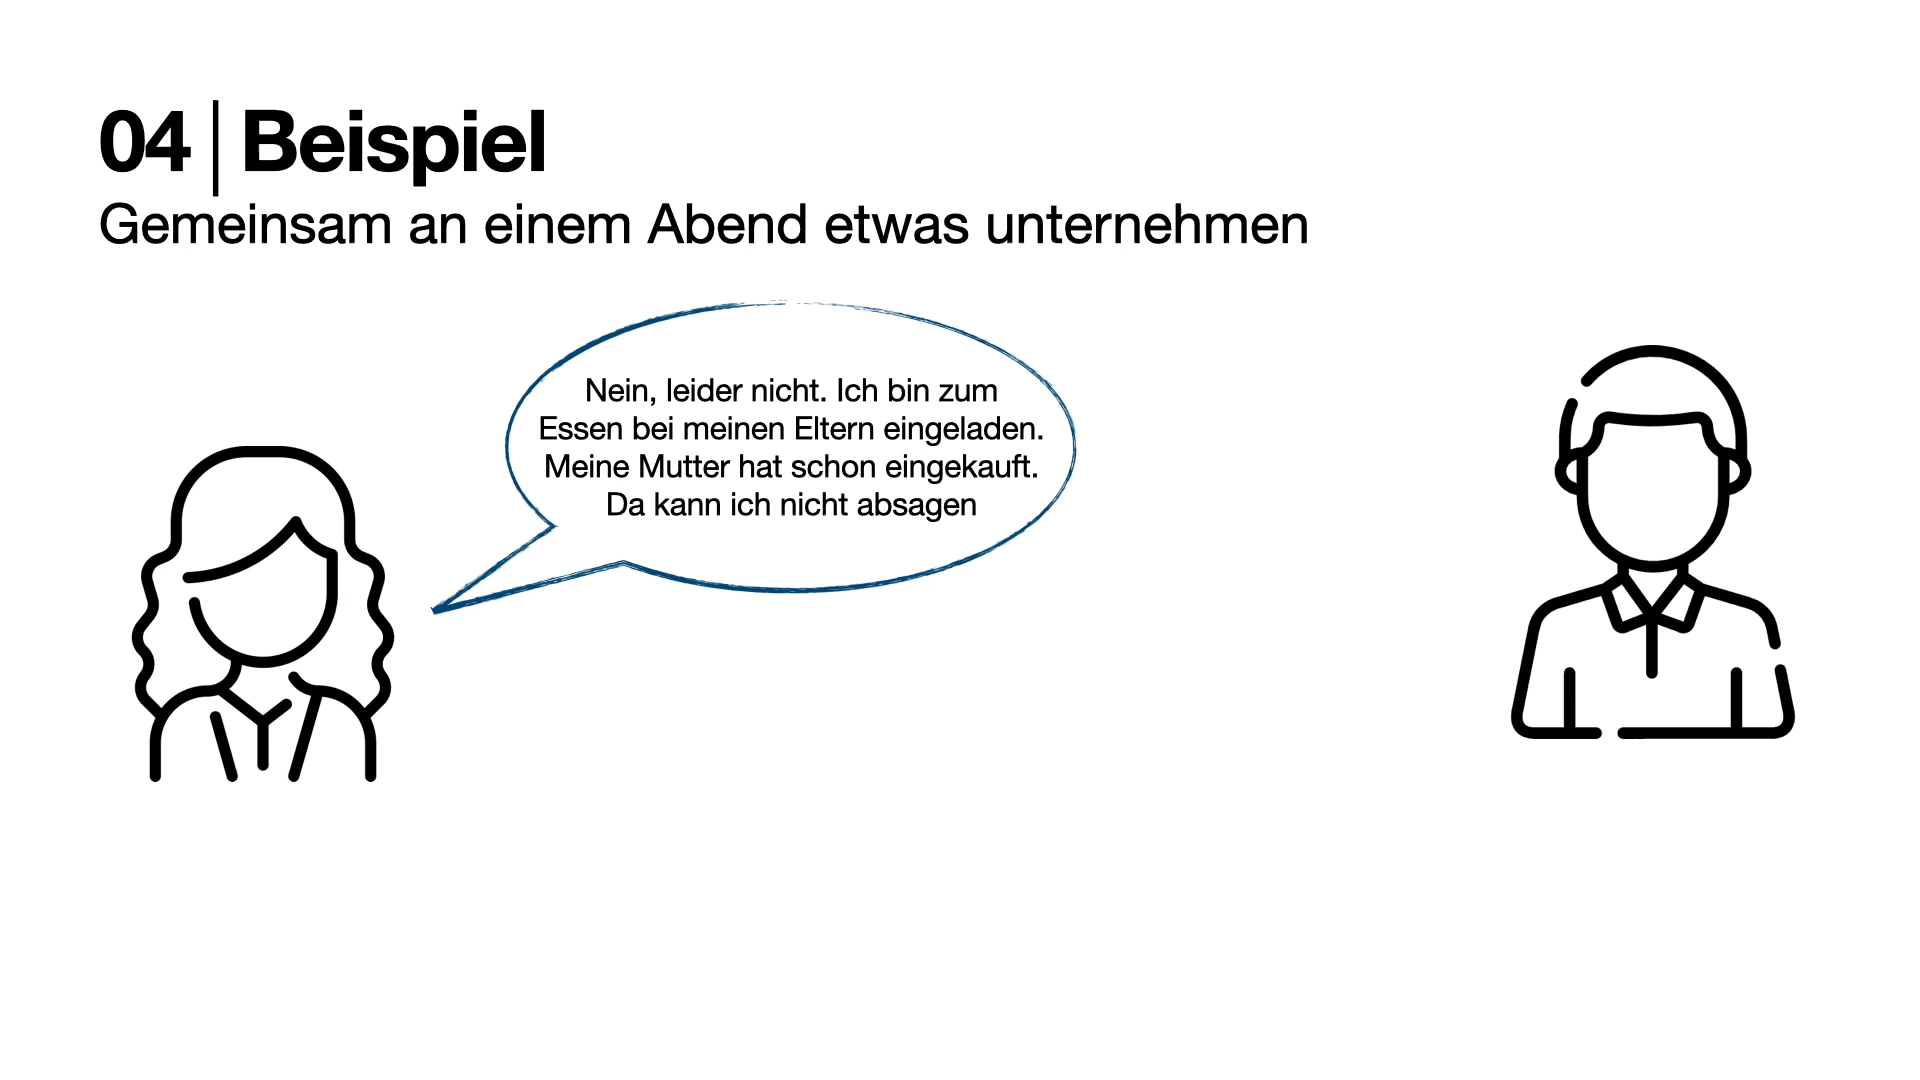 04 | Beispiel
Gemeinsam an einem Abend etwas unternehmen
Nein, leider nicht. Ich bin zum
Essen bei meinen Eltern eingeladen.
Meine Mutter hat schon eingekauft.
Da kann ich nicht absagen